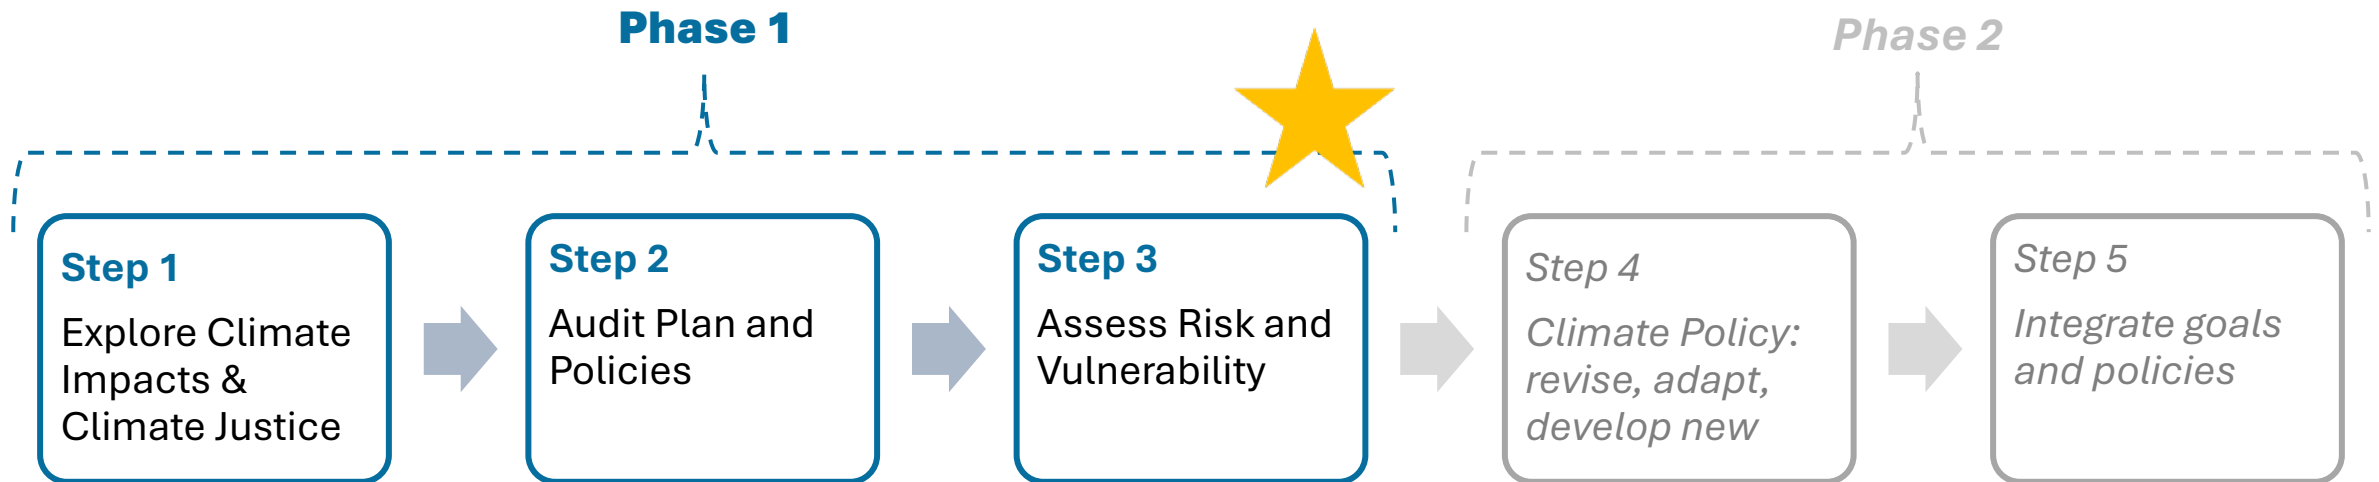 Phase 1
Phase 2
Step 1
Explore Climate
Impacts &
Climate Justice
Step 2
Audit Plan and
Policies
Step 3
Assess Risk and
Vulnerability
Step 4
Climate Policy:
revise, adapt,
develop new
Step 5
Integrate goals
and policies